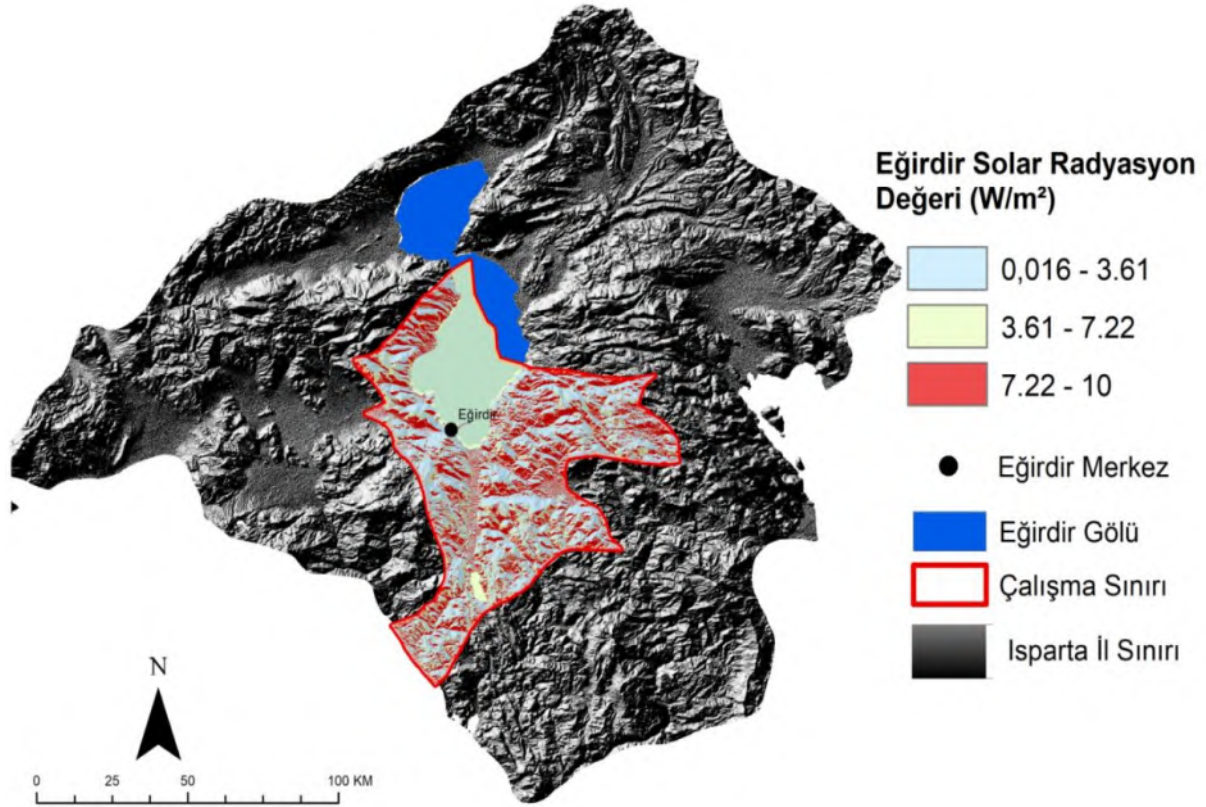 Eğirdir Solar Radyasyon
Değeri (W/m²)
0,016 - 3.61
3.61 - 7.22
7.22 - 10
Eğirdir Merkez
Eğirdir Gölü
Çalışma Sınırı
Isparta İl Sınırı
Eğirdir
N
0 25 50 100 KM